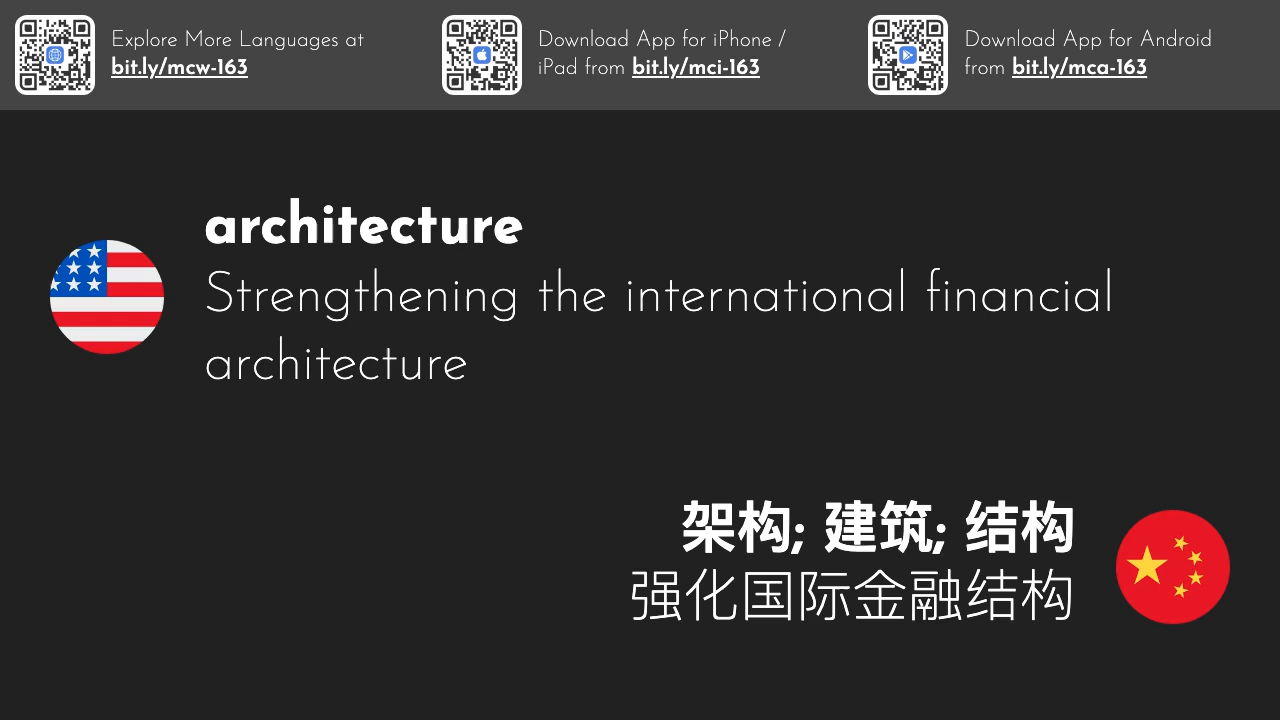 Explore More Languages at
bit.ly/mcw-163
Download App for iPhone /
iPad from bit.ly/mci-163
Download App for Android
from bit.ly/mca-163
architecture
Strengthening the international financial
architecture
架构; 建筑; 结构
强化国际金融结构